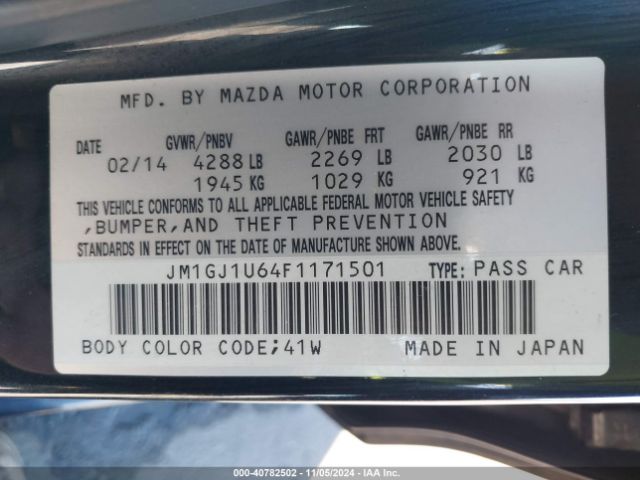 MFD. BY MAZDA MOTOR CORPORATION
DATE GVWR/PNBV GAWR/PNBE FRT GAWR/PNBE RR
02/14 4288 LB 2269 LB 2030 LB
1945 KG 1029 KG 921 KG
THIS VEHICLE CONFORMS TO ALL APPLICABLE FEDERAL MOTOR VEHICLE SAFETY
,BUMPER,AND THEFT PREVENTION
STANDARDS IN EFFECT ON THE DATE OF MANUFACTURE SHOWN ABOVE.
JM1GJ1U64F1171501 TYPE: PASS CAR
BODY COLOR CODE;41W MADE IN JAPAN
000-40782502 - 11/05/2024 - IAA Inc.